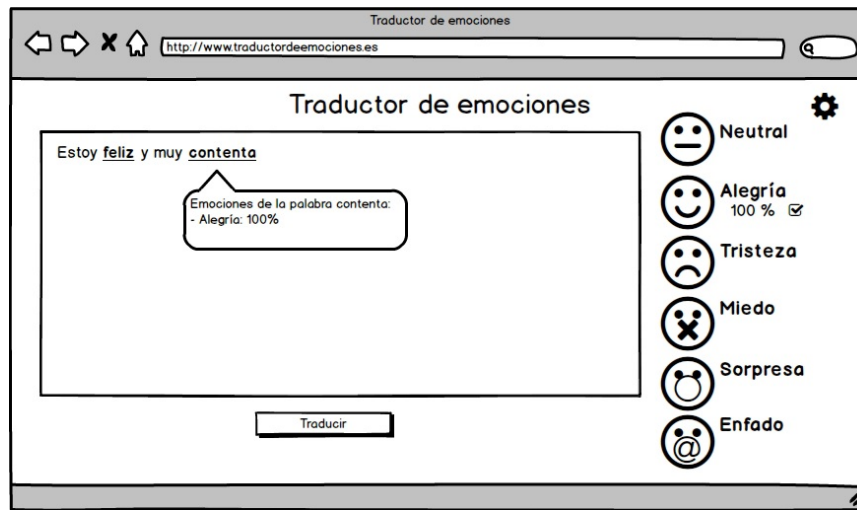 Traductor de emociones
http://www.traductordeemociones.es
Traductor de emociones
Estoy feliz y muy contenta
Emociones de la palabra contenta:
- Alegria: 100%
Traducir
Neutral
Alegría
100 %
Tristeza
Miedo
Sorpresa
Enfado
@